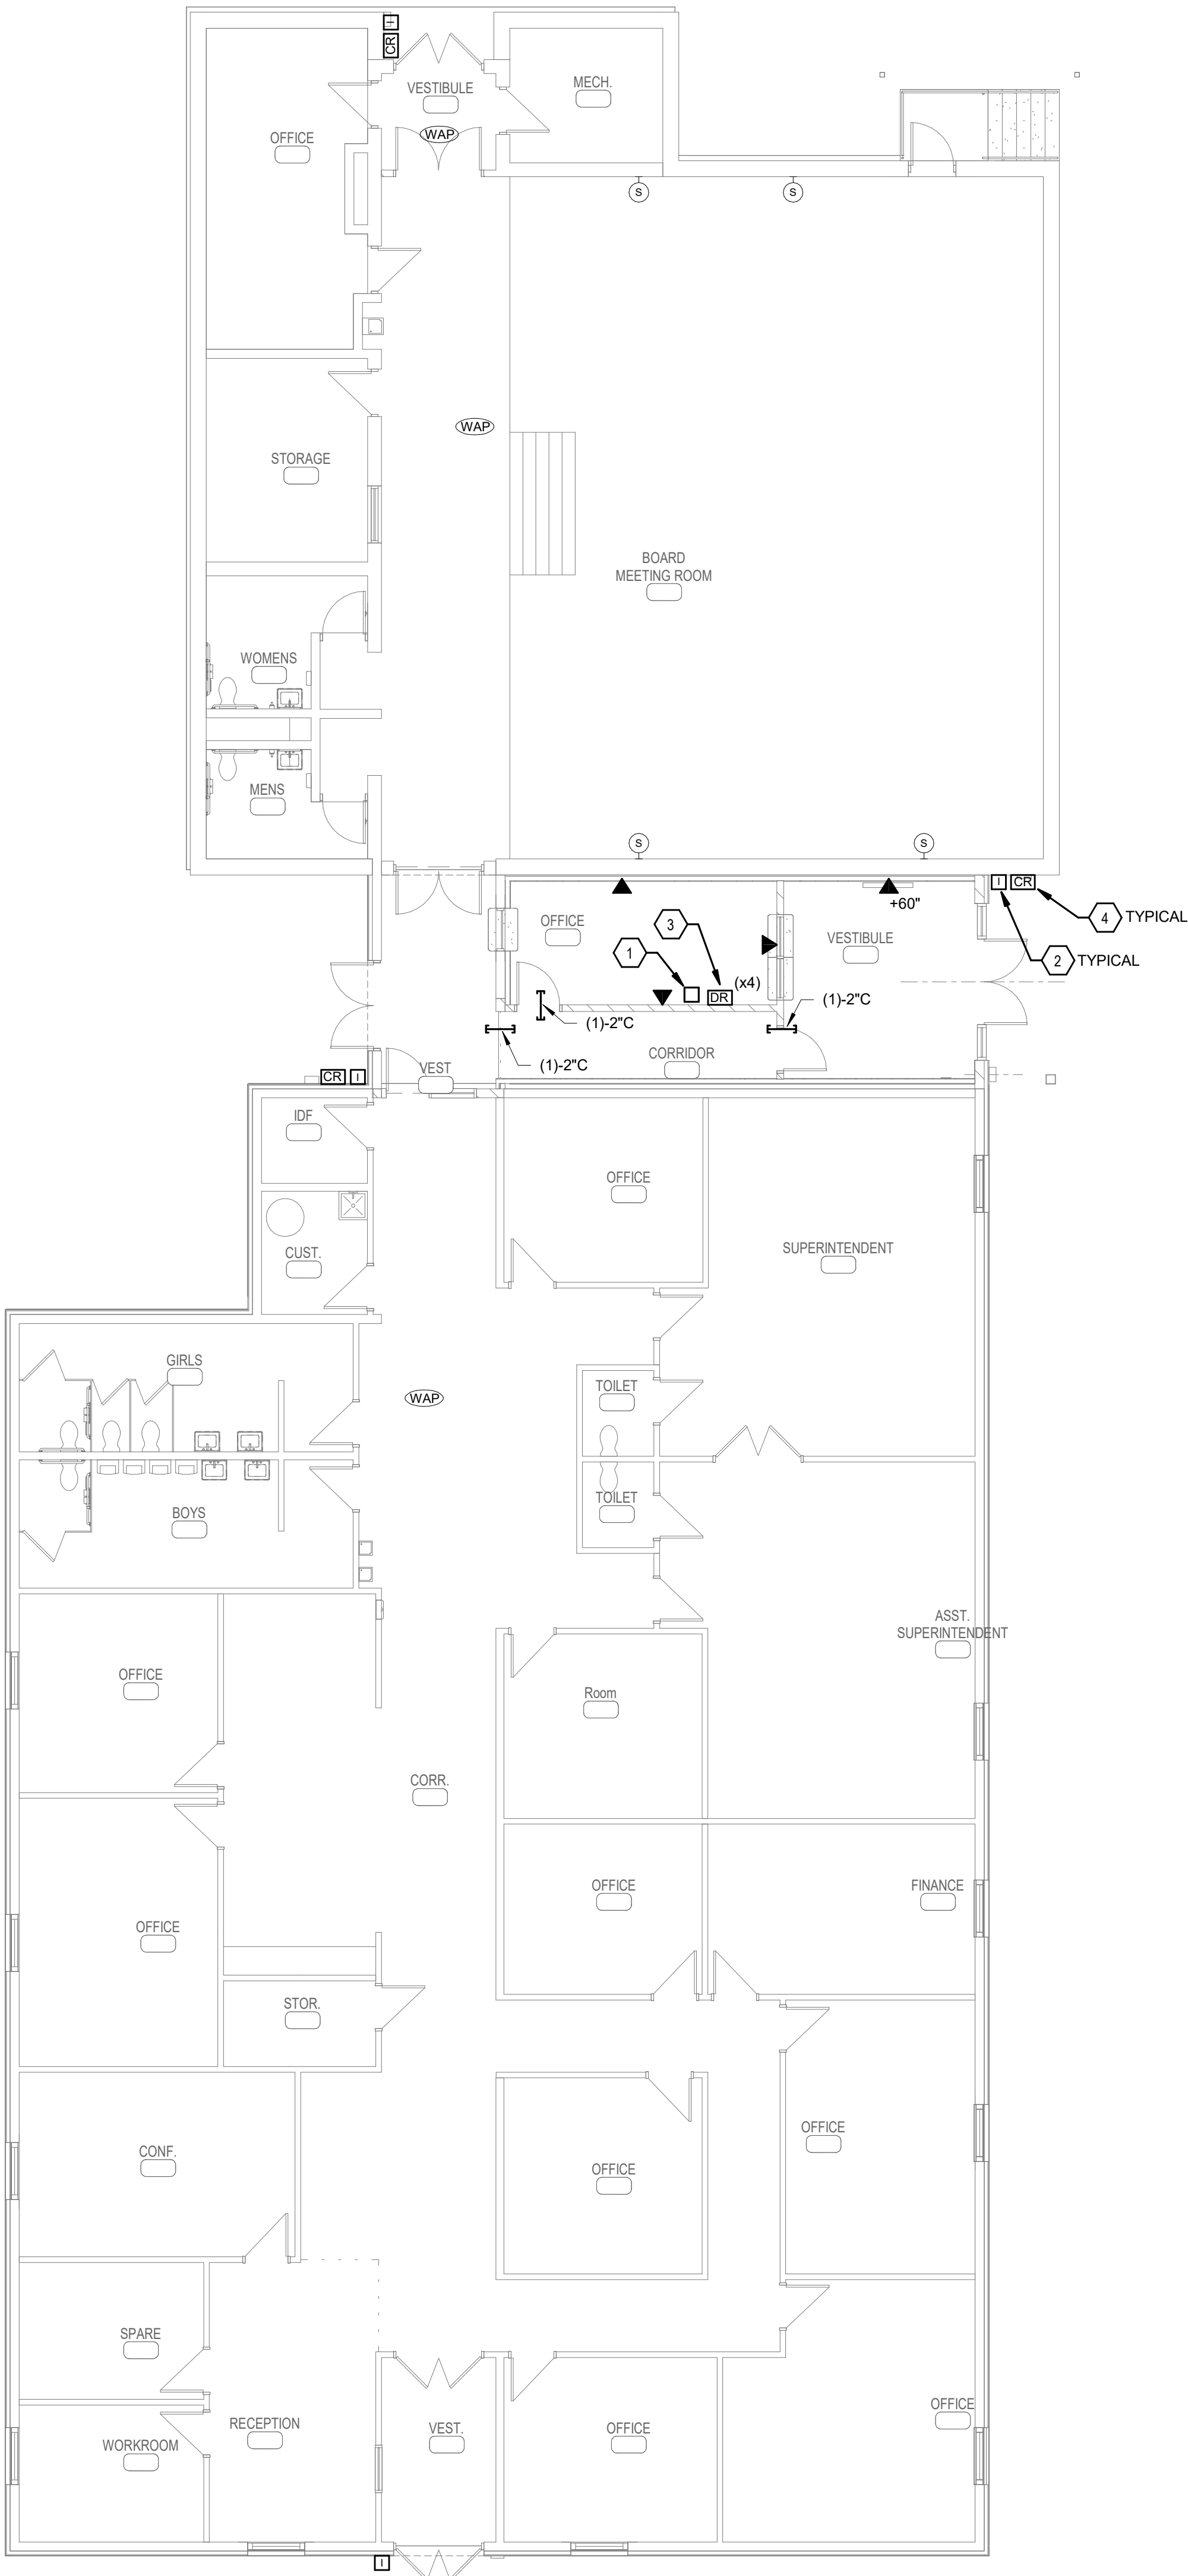 I
CR
VESTIBULE
MECH.
OFFICE
WAP
S
S
WAP
STORAGE
BOARD
MEETING ROOM
WOMENS
MENS
S
S
I
CR
+60"
4
TYPICAL
OFFICE
3
VESTIBULE
1
2
TYPICAL
(x4)
DR
(1)-2"C
(1)-2"C
(1)-2"C
CORRIDOR
VEST
CR
I
IDF
OFFICE
SUPERINTENDENT
CUST.
GIRLS
TOILET
WAP
TOILET
BOYS
ASST.
SUPERINTENDENT
OFFICE
Room
CORR.
OFFICE
FINANCE
OFFICE
STOR.
OFFICE
CONF.
OFFICE
SPARE
OFFICE
RECEPTION
VEST.
OFFICE
WORKROOM
I